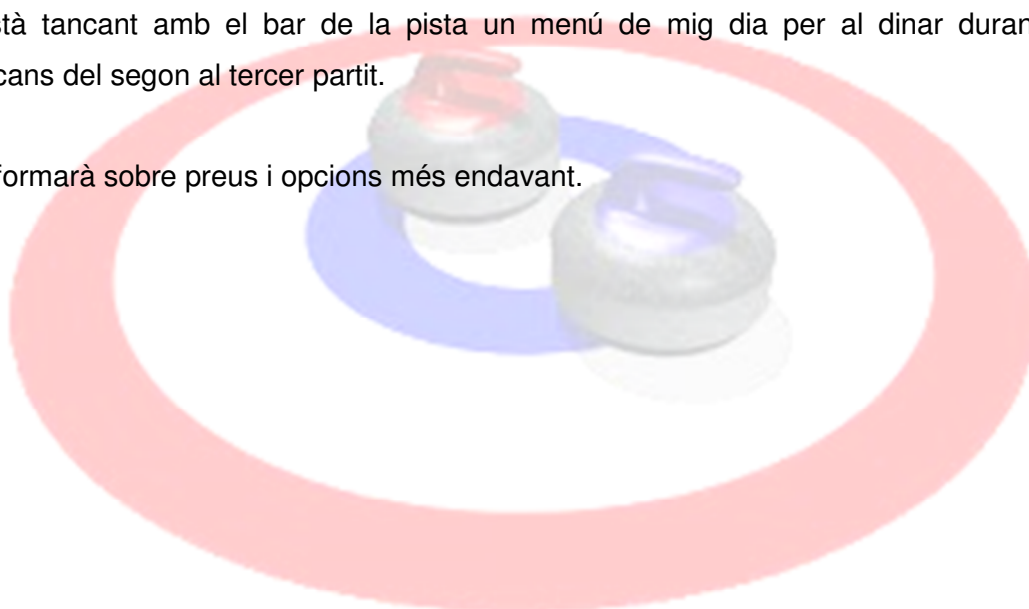 stà tancant amb el bar de la pista un menú de mig dia per al dinar duran
cans del segon al tercer partit.
formarà sobre preus i opcions més endavant.